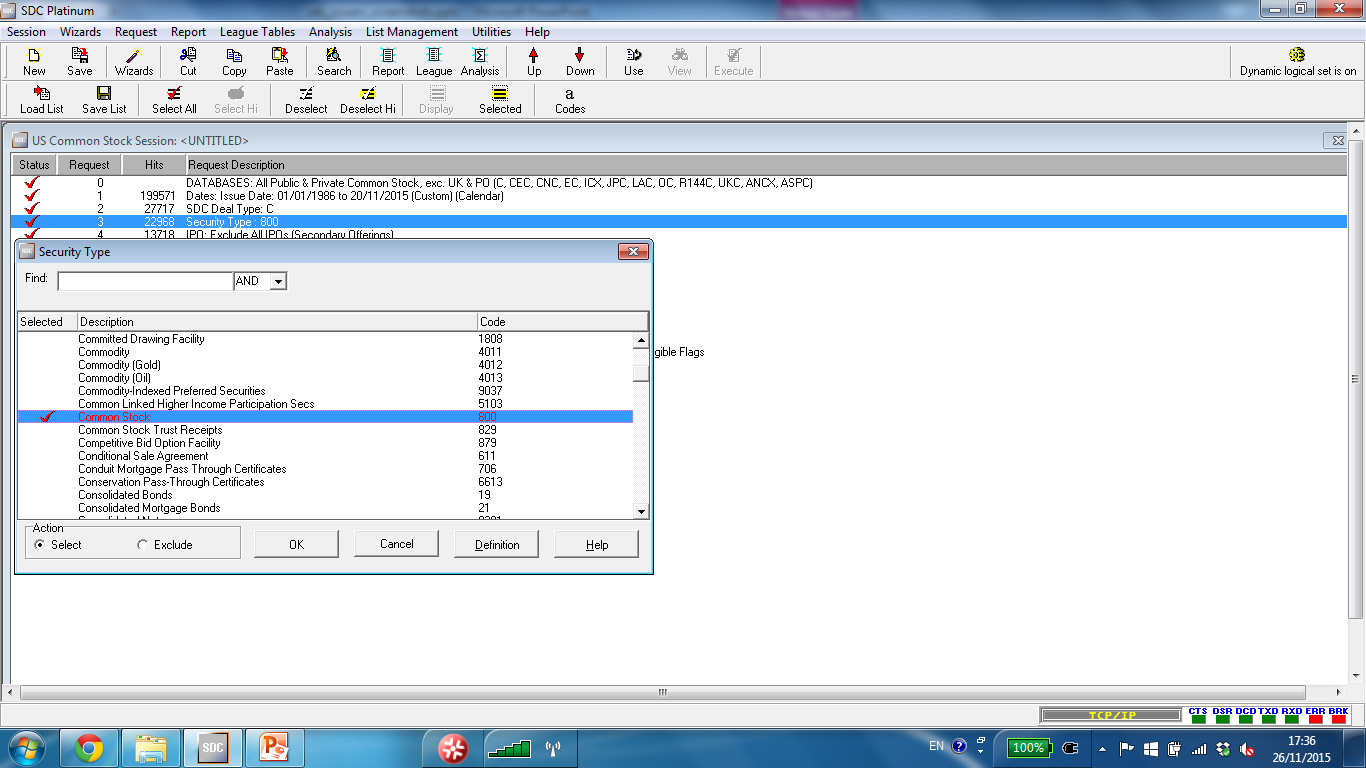 SDC Platinum
Session Wizards Request Report League Tables Analysis List Management Utilities Help
New Save Wizards Cut Copy Paste Search Report League Analysis Up Down Use View Execute Dynamic logical set is on
Load List Save List Select All Select Hi Deselect Deselect Hi Display Selected Codes
US Common Stock Session: <UNTITLED>
Status Request Hits Request Description
0 DATABASES: All Public & Private Common Stock, exc. UK & PO (C, CEC, CNC, EC, ICX, JPC, LAC, OC, R144C, UKC, ANCX, ASPC)
1 199571 Dates: Issue Date: 01/01/1986 to 20/11/2015 (Custom) (Calendar)
2 27717 SDC Deal Type: C
3 22968 Security Type : 800
4 13718 IPO: Exclude All IPOs (Secondary Offerings)
Security Type
Find: AND
Selected Description Code
Committed Drawing Facility 1808
Commodity 4011
gible Flags
Commodity (Gold) 4012
Commodity (Oil) 4013
Commodity-Indexed Preferred Securities 9037
Common Linked Higher Income Participation Secs 5103
Common Stock 800
Common Stock Trust Receipts 829
Competitive Bid Option Facility 879
Conditional Sale Agreement 611
Conduit Mortgage Pass Through Certificates 706
Conservation Pass-Through Certificates 6613
Consolidated Bonds 19
Consolidated Mortgage Bonds 21
Action
Select Exclude OK Cancel Definition Help
TCP/IP CTS DSR DCD TXD RXD ERR BRK
SDC EN 100% 17:36
26/11/2015